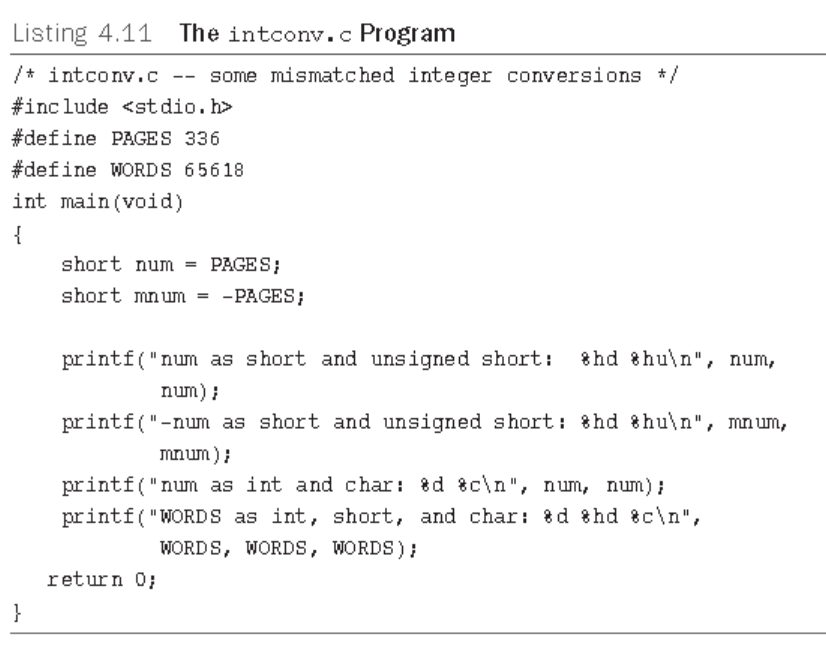 Listing 4.11 The intconv.c Program
/* intconv.c -- some mismatched integer conversions */
#include <stdio.h>
#define PAGES 336
#define WORDS 65618
int main(void)
{
    short num = PAGES;
    short mnum = -PAGES;

    printf("num as short and unsigned short:  %hd %hu\n", num,
            num);
    printf("-num as short and unsigned short: %hd %hu\n", mnum,
            mnum);
    printf("num as int and char: %d %c\n", num, num);
    printf("WORDS as int, short, and char: %d %hd %c\n",
            WORDS, WORDS, WORDS);
   return 0;
}